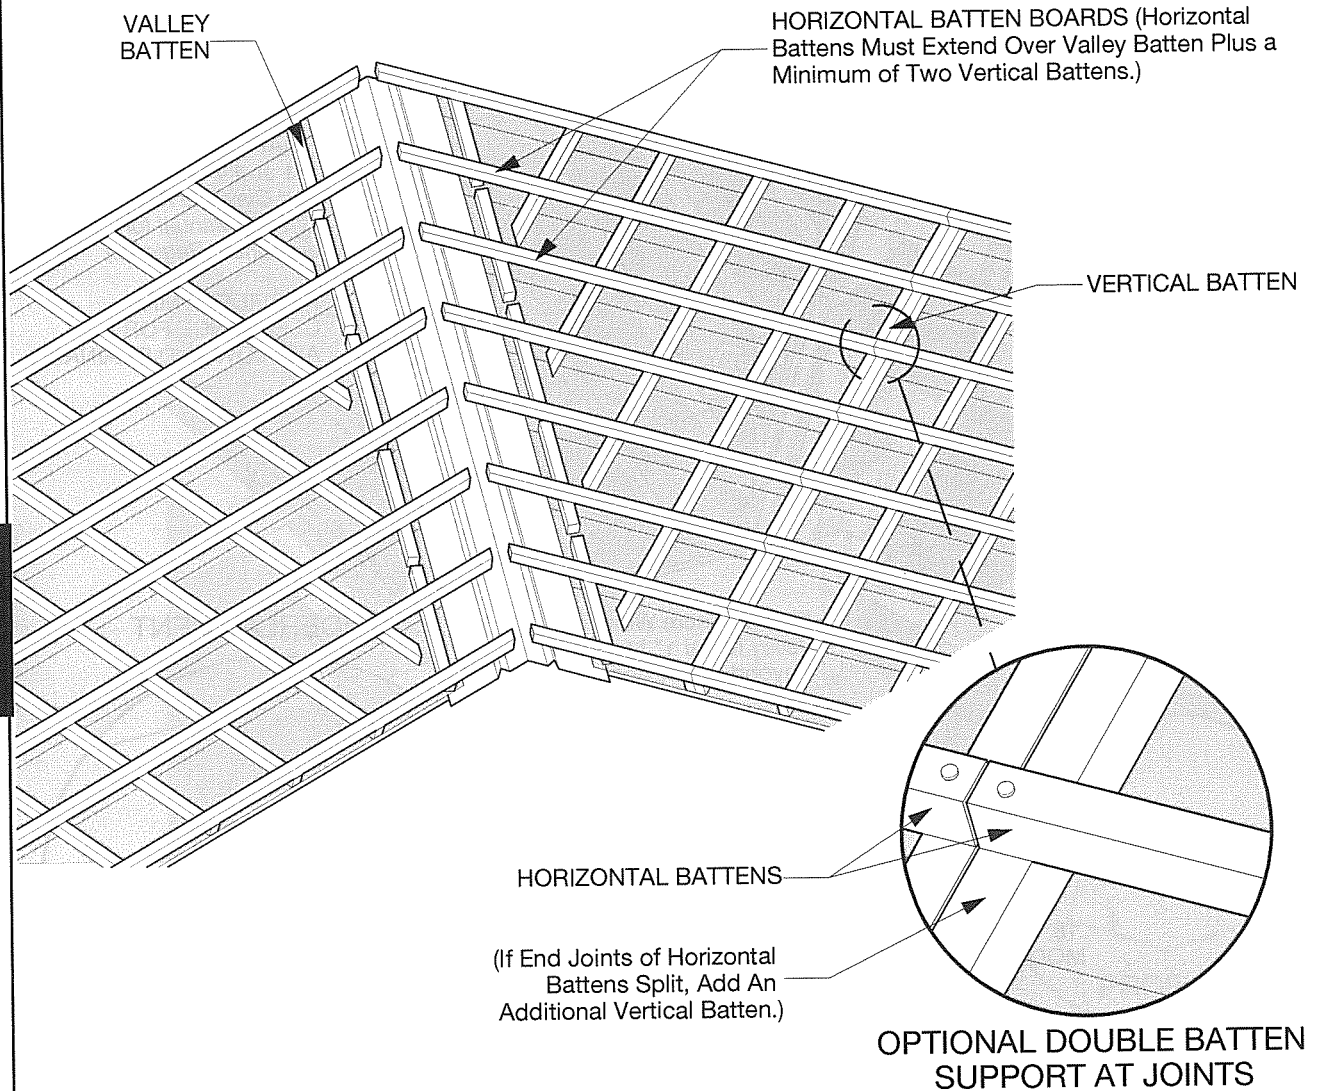 VALLEY
BATTEN
HORIZONTAL BATTEN BOARDS (Horizontal
Battens Must Extend Over Valley Batten Plus a
Minimum of Two Vertical Battens.)
VERTICAL BATTEN
HORIZONTAL BATTENS
(If End Joints of Horizontal
Battens Split, Add An
Additional Vertical Batten.)
OPTIONAL DOUBLE BATTEN
SUPPORT AT JOINTS